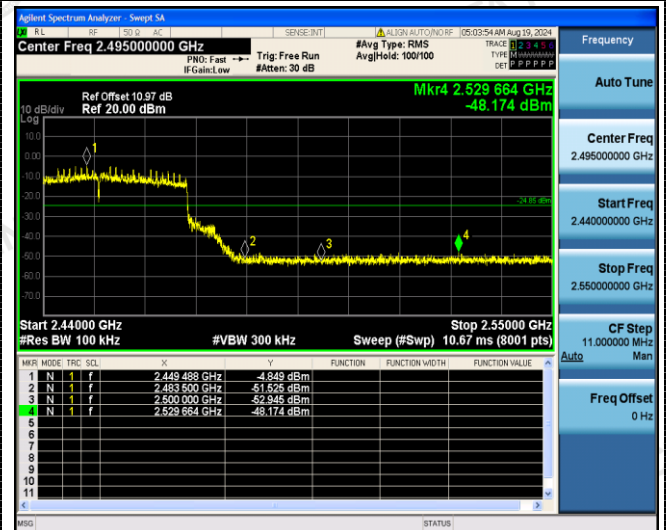 Agilent Spectrum Analyzer - Swept SA
RL RF 50 Ω AC SENSE:INT ALIGN AUTO/NO RF 05:03:54 AM Aug 19, 2024
Center Freq 2.495000000 GHz
PNO: Fast
IFGain:Low
Trig: Free Run
#Atten: 30 dB
#Avg Type: RMS
Avg|Hold: 100/100
TRACE 1 2 3 4 5 6
TYPE M
DET P P P P P P
Frequency
Auto Tune
Center Freq
2.495000000 GHz
Start Freq
2.440000000 GHz
Stop Freq
2.550000000 GHz
CF Step
11.000000 MHz
Auto Man
Freq Offset
0 Hz
Ref Offset 10.97 dB
10 dB/div Ref 20.00 dBm
Log
Mkr4 2.529 664 GHz
-48.174 dBm
10.0
0.00
-10.0
-20.0
-30.0
-40.0
-50.0
-60.0
-70.0
1
2
3
4
Start 2.44000 GHz Stop 2.55000 GHz
#Res BW 100 kHz #VBW 300 kHz Sweep (#Swp) 10.67 ms (8001 pts)
MKR MODE TRC SCL X Y FUNCTION FUNCTION WIDTH FUNCTION VALUE
1 N 1 f 2.449 488 GHz -4.849 dBm
2 N 1 f 2.483 500 GHz -51.525 dBm
3 N 1 f 2.500 000 GHz -52.945 dBm
4 N 1 f 2.529 664 GHz -48.174 dBm
5
6
7
8
9
10
11
MSG STATUS